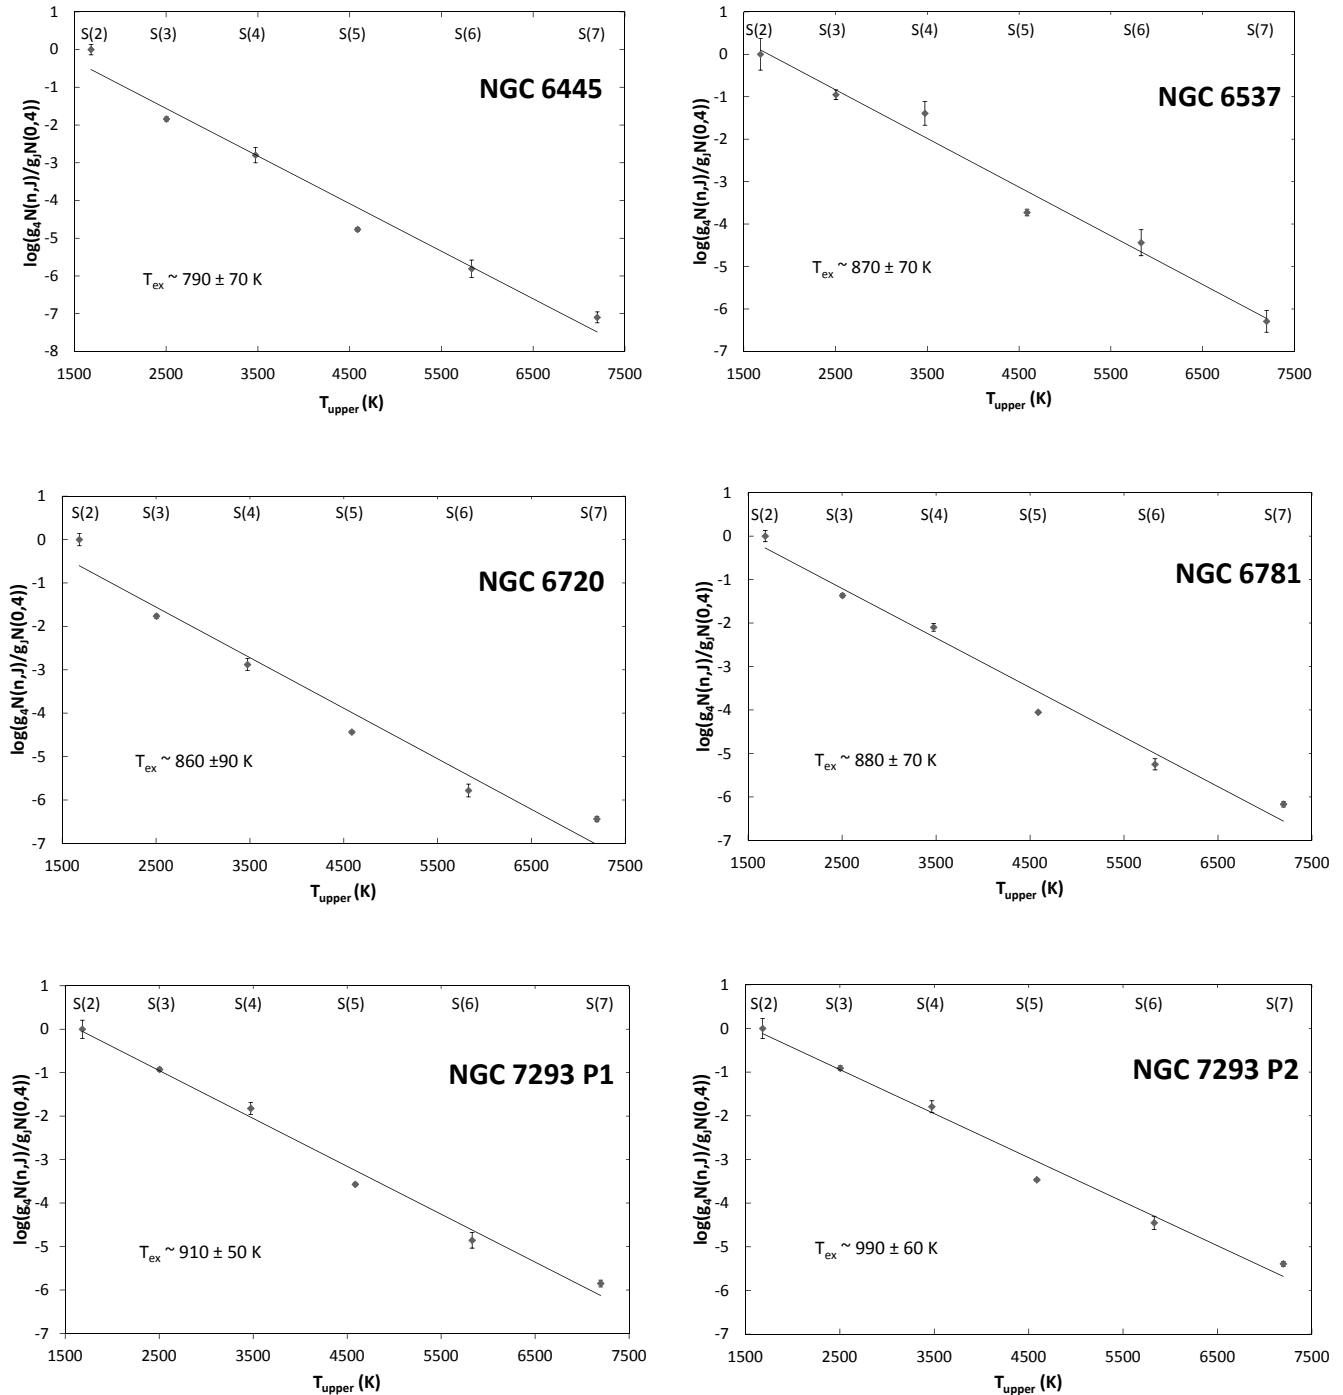 S(2) S(3) S(4) S(5) S(6) S(7)
NGC 6445
log(g₄N(n,J)/gJN(0,4))
1
0
-1
-2
-3
-4
-5
-6
-7
-8
Tex ~ 790 ± 70 K
1500 2500 3500 4500 5500 6500 7500
Tupper (K)
S(2) S(3) S(4) S(5) S(6) S(7)
NGC 6537
log(g₄N(n,J)/gJN(0,4))
1
0
-1
-2
-3
-4
-5
-6
-7
Tex ~ 870 ± 70 K
1500 2500 3500 4500 5500 6500 7500
Tupper (K)
S(2) S(3) S(4) S(5) S(6) S(7)
NGC 6720
log(g₄N(n,J)/gJN(0,4))
1
0
-1
-2
-3
-4
-5
-6
-7
Tex ~ 860 ±90 K
1500 2500 3500 4500 5500 6500 7500
Tupper (K)
S(2) S(3) S(4) S(5) S(6) S(7)
NGC 6781
log(g₄N(n,J)/gJN(0,4))
1
0
-1
-2
-3
-4
-5
-6
-7
Tex ~ 880 ± 70 K
1500 2500 3500 4500 5500 6500 7500
Tupper (K)
S(2) S(3) S(4) S(5) S(6) S(7)
NGC 7293 P1
log(g₄N(n,J)/gJN(0,4))
1
0
-1
-2
-3
-4
-5
-6
-7
Tex ~ 910 ± 50 K
1500 2500 3500 4500 5500 6500 7500
Tupper (K)
S(2) S(3) S(4) S(5) S(6) S(7)
NGC 7293 P2
log(g₄N(n,J)/gJN(0,4))
1
0
-1
-2
-3
-4
-5
-6
-7
Tex ~ 990 ± 60 K
1500 2500 3500 4500 5500 6500 7500
Tupper (K)